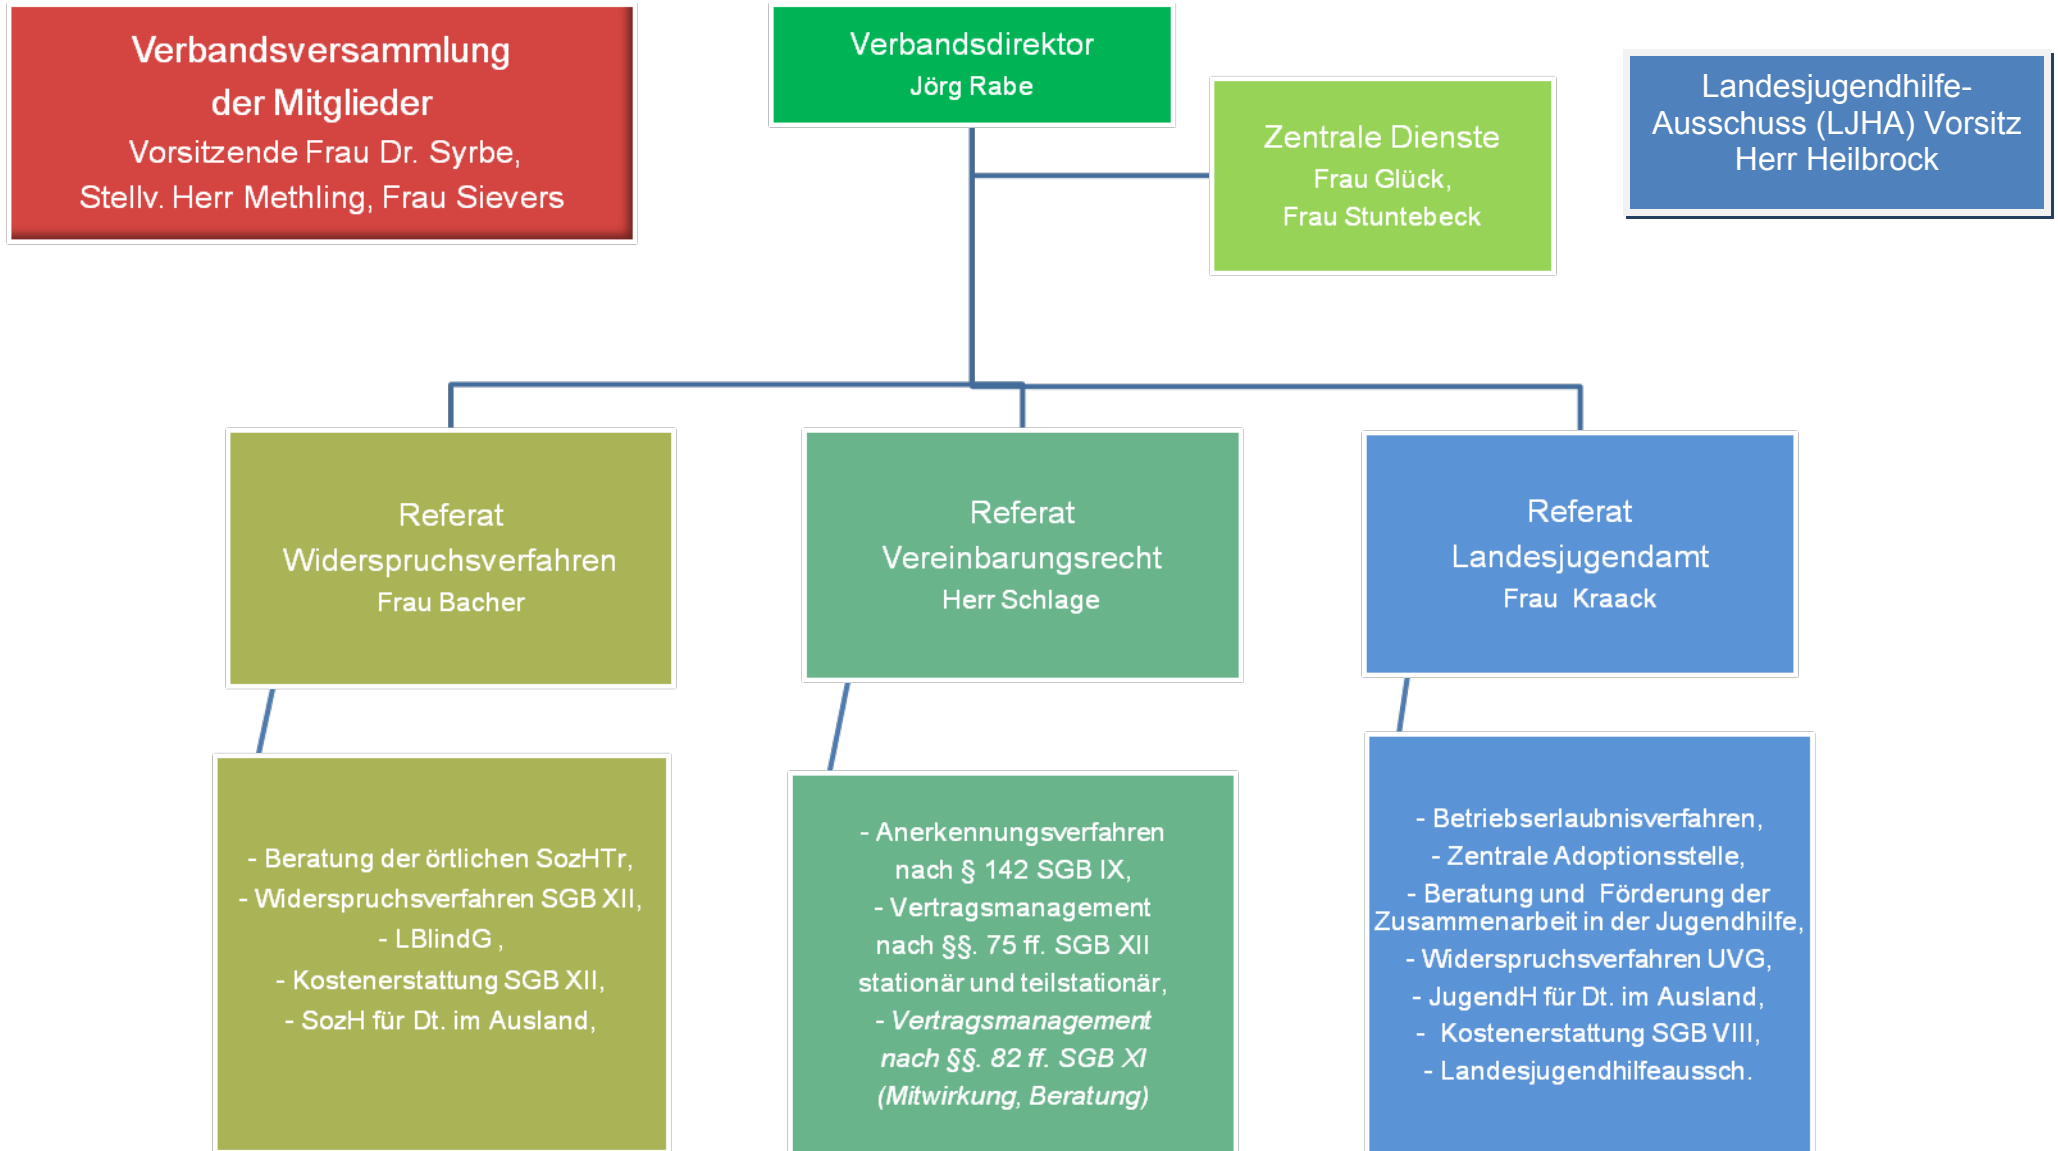 Verbandsversammlung
der Mitglieder
Vorsitzende Frau Dr. Syrbe,
Stellv. Herr Methling, Frau Sievers
Verbandsdirektor
Jörg Rabe
Zentrale Dienste
Frau Glück,
Frau Stuntebeck
Landesjugendhilfe-
Ausschuss (LJHA) Vorsitz
Herr Heilbrock
Referat
Widerspruchsverfahren
Frau Bacher
Referat
Vereinbarungsrecht
Herr Schlage
Referat
Landesjugendamt
Frau  Kraack
- Beratung der örtlichen SozHTr,
- Widerspruchsverfahren SGB XII,
- LBlindG ,
- Kostenerstattung SGB XII,
- SozH für Dt. im Ausland,
- Anerkennungsverfahren
nach § 142 SGB IX,
- Vertragsmanagement
nach §§. 75 ff. SGB XII
stationär und teilstationär,
- Vertragsmanagement
nach §§. 82 ff. SGB XI
(Mitwirkung, Beratung)
- Betriebserlaubnisverfahren,
- Zentrale Adoptionsstelle,
- Beratung und  Förderung der
Zusammenarbeit in der Jugendhilfe,
- Widerspruchsverfahren UVG,
- JugendH für Dt. im Ausland,
-  Kostenerstattung SGB VIII,
- Landesjugendhilfeaussch.